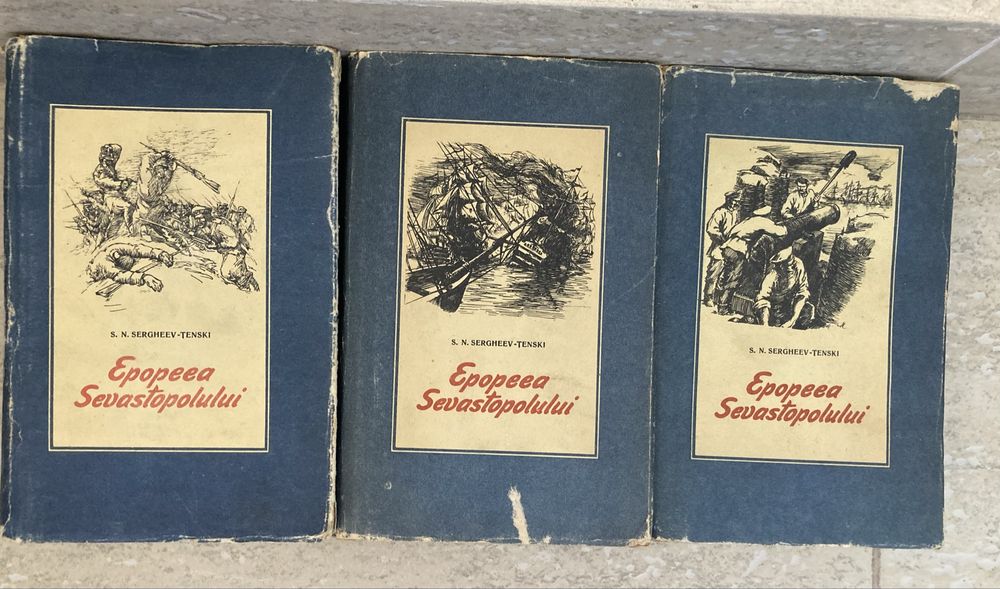 S. N. SERGHEEV-ȚENSKI
Epopeea
Sevastopolului
S. N. SERGHEEV-ȚENSKI
Epopeea
Sevastopolului
S. N. SERGHEEV-ȚENSKI
Epopeea
Sevastopolului